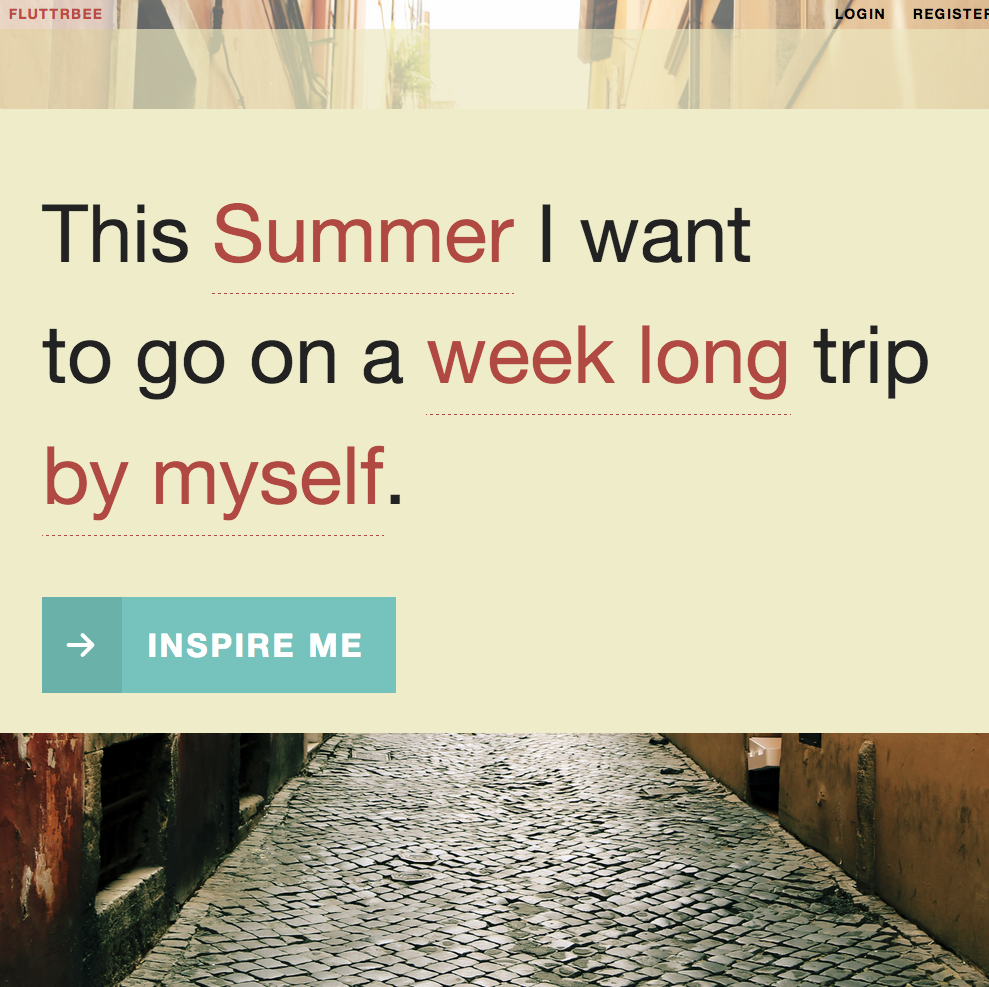 FLUTTRBEE
LOGIN REGISTER
This Summer I want
to go on a week long trip
by myself.
INSPIRE ME